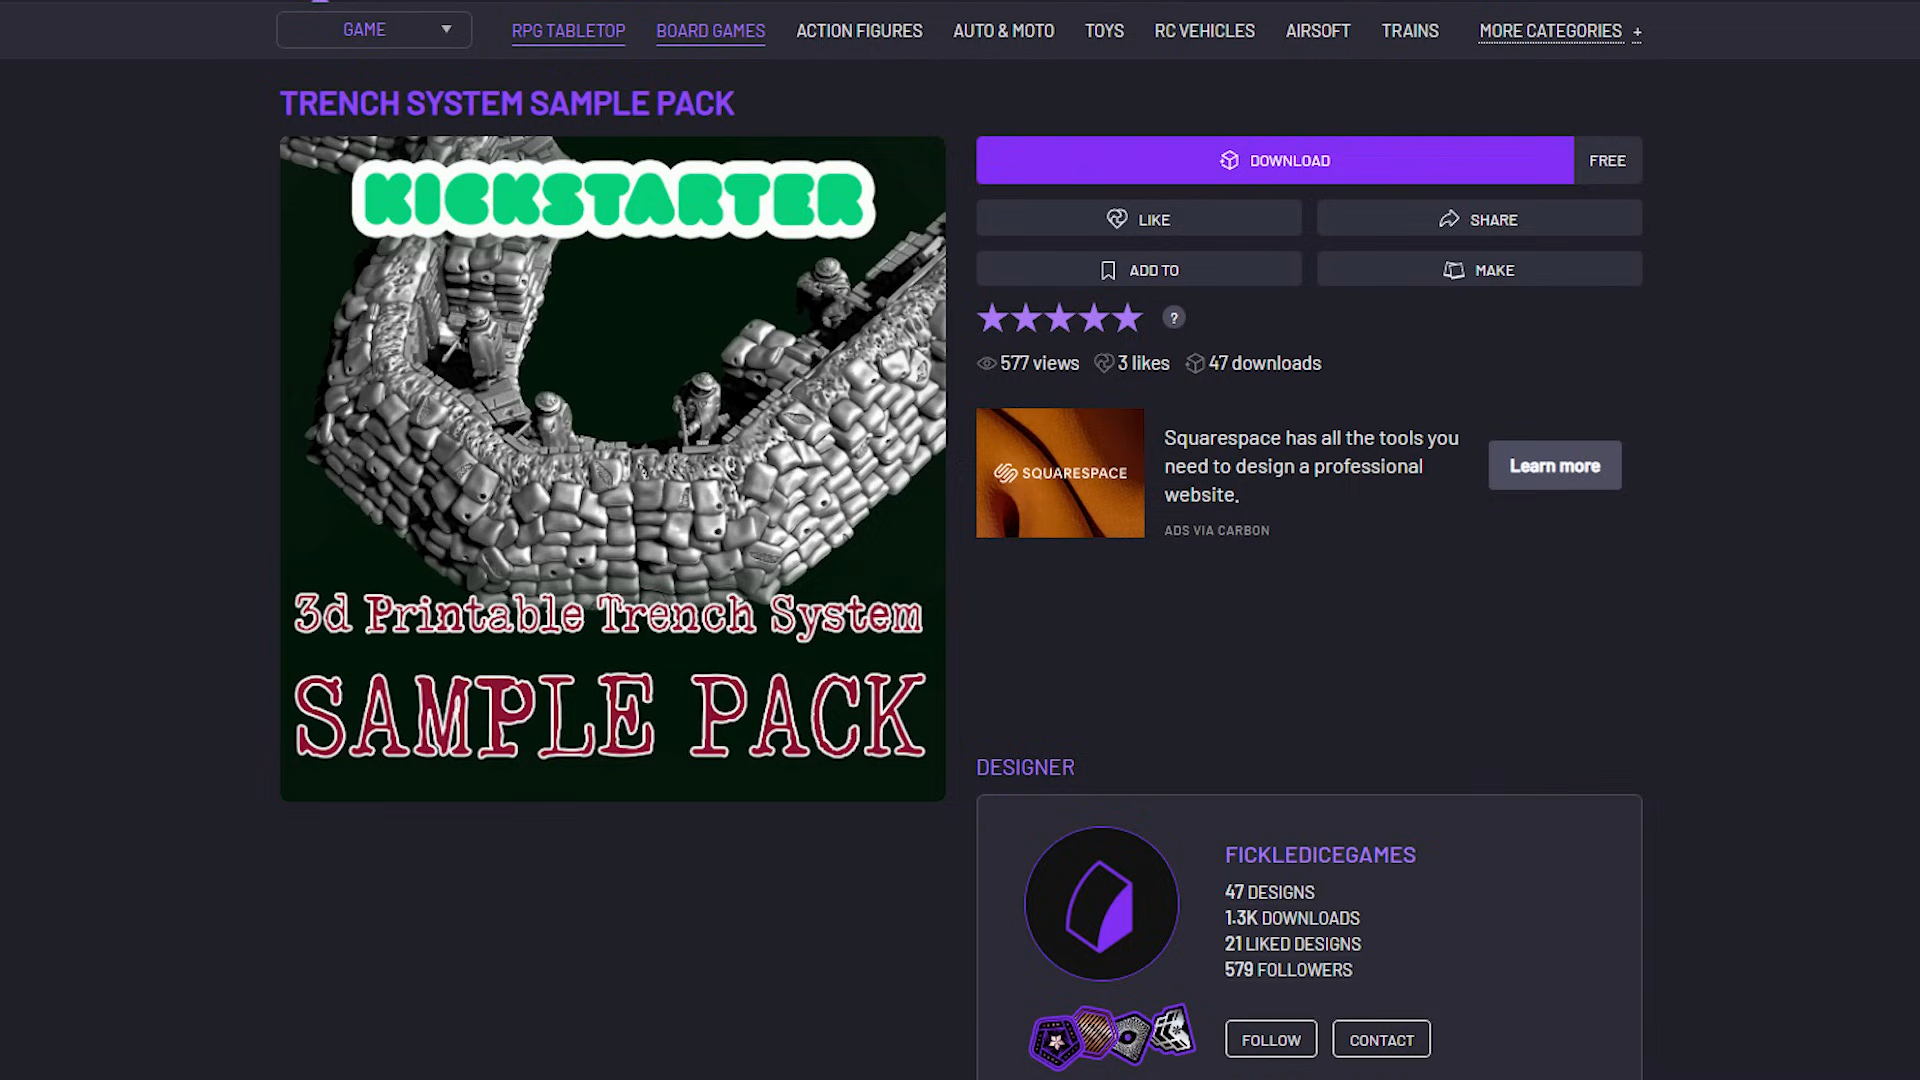 GAME
RPG TABLETOP
BOARD GAMES
ACTION FIGURES
AUTO & MOTO
TOYS
RC VEHICLES
AIRSOFT
TRAINS
MORE CATEGORIES +
TRENCH SYSTEM SAMPLE PACK
KICKSTARTER
3d Printable Trench System
SAMPLE PACK
DOWNLOAD
FREE
LIKE
SHARE
ADD TO
MAKE
?
577 views
3 likes
47 downloads
SQUARESPACE
Squarespace has all the tools you
need to design a professional
website.
ADS VIA CARBON
Learn more
DESIGNER
FICKLEDICEGAMES
47 DESIGNS
1.3K DOWNLOADS
21 LIKED DESIGNS
579 FOLLOWERS
FOLLOW
CONTACT